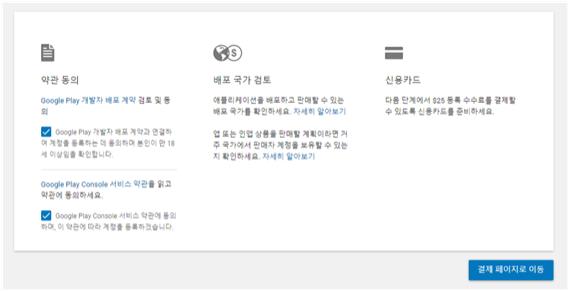 약관 동의
Google Play 개발자 배포 계약 검토 및 동
의
Google Play 개발자 배포 계약과 연결하
여 계정을 등록하는 데 동의하며 본인이 만 18
세 이상임을 확인합니다.
Google Play Console 서비스 약관을 읽고
약관에 동의하세요.
Google Play Console 서비스 약관에 동의
하며, 이 약관에 따라 계정을 등록하겠습니다.
배포 국가 검토
애플리케이션을 배포하고 판매할 수 있는
배포 국가를 확인하세요. 자세히 알아보기
앱 또는 인앱 상품을 판매할 계획이라면 거
주 국가에서 판매자 계정을 보유할 수 있는
지 확인하세요. 자세히 알아보기
신용카드
다음 단계에서 $25 등록 수수료를 결제할
수 있도록 신용카드를 준비하세요.
결제 페이지로 이동